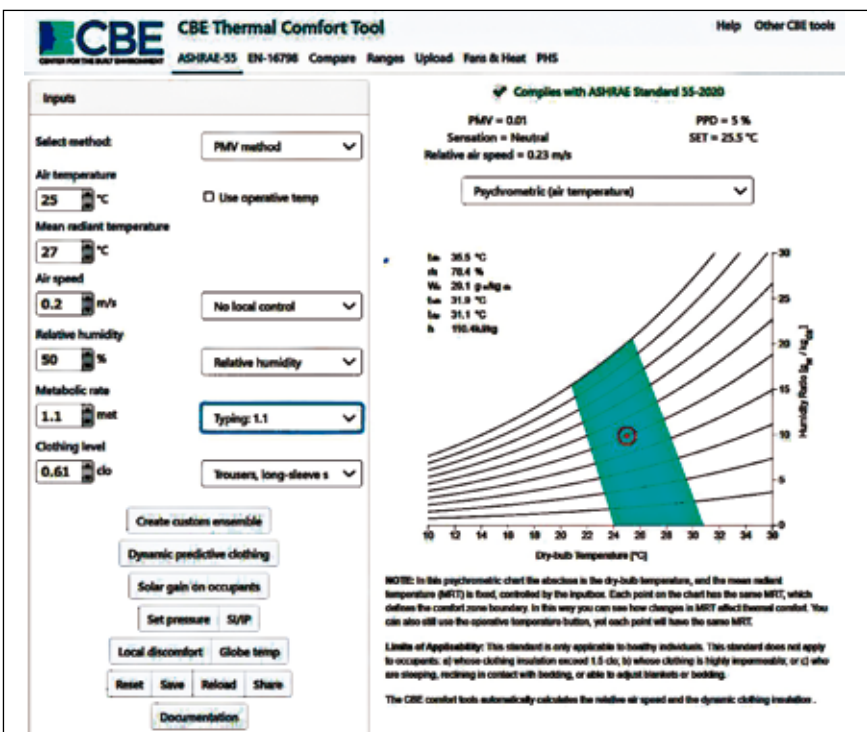 CBE
CENTER FOR THE BUILT ENVIRONMENT
CBE Thermal Comfort Tool
Help Other CBE tools
ASHRAE-55 EN-16798 Compare Ranges Upload Fans & Heat PHS
Inputs
Select method:
PMV method
Air temperature
25 °C
Use operative temp
Mean radiant temperature
27 °C
Air speed
0.2 m/s
No local control
Relative humidity
50 %
Relative humidity
Metabolic rate
1.1 met
Typing: 1.1
Clothing level
0.61 clo
Trousers, long-sleeve s
Create custom ensemble
Dynamic predictive clothing
Solar gain on occupants
Set pressure SI/IP
Local discomfort Globe temp
Reset Save Reload Share
Documentation
✔ Complies with ASHRAE Standard 55-2020
PMV = 0.01 PPD = 5 %
Sensation = Neutral SET = 25.5 °C
Relative air speed = 0.23 m/s
Psychrometric (air temperature)
35.5 °C
rh 78.4 %
29.1
31.9 °C
31.1 °C
h 110.4
30
25
20
15
10
5
0
Humidity Ratio
10 12 14 16 18 20 22 24 26 28 30 32 34 36
Dry-bulb Temperature [°C]
NOTE: In this psychrometric chart the abscissa is the dry-bulb temperature, and the mean radiant
temperature (MRT) is fixed, controlled by the inputbox. Each point on the chart has the same MRT, which
defines the comfort zone boundary. In this way you can see how changes in MRT affect thermal comfort. You
can also still use the operative temperature button, yet each point will have the same MRT.
Limits of Applicability: This standard is only applicable to healthy individuals. This standard does not apply
to occupants: a) whose clothing insulation exceed 1.5 clo; b) whose clothing is highly impermeable; or c) who
are sleeping, reclining in contact with bedding, or able to adjust blankets or bedding.
The CBE comfort tools automatically calculates the relative air speed and the dynamic clothing insulation .